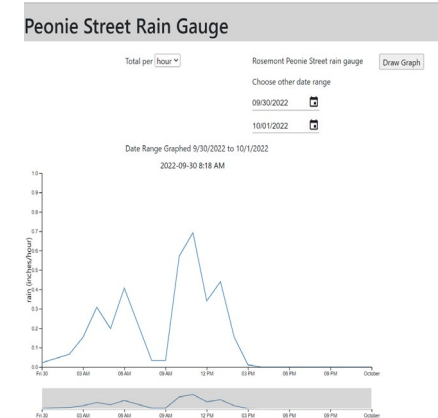 Peonie Street Rain Gauge
Total per hour
Rosemont Peonie Street rain gauge
Draw Graph
Choose other date range
09/30/2022
10/01/2022
Date Range Graphed 9/30/2022 to 10/1/2022
2022-09-30 8:18 AM
rain (inches/hour)
1.0
0.9
0.8
0.7
0.6
0.5
0.4
0.3
0.2
0.1
0.0
Fri 30 03 AM 06 AM 09 AM 12 PM 03 PM 06 PM 09 PM October
Fri 30 03 AM 06 AM 09 AM 12 PM 03 PM 06 PM 09 PM October